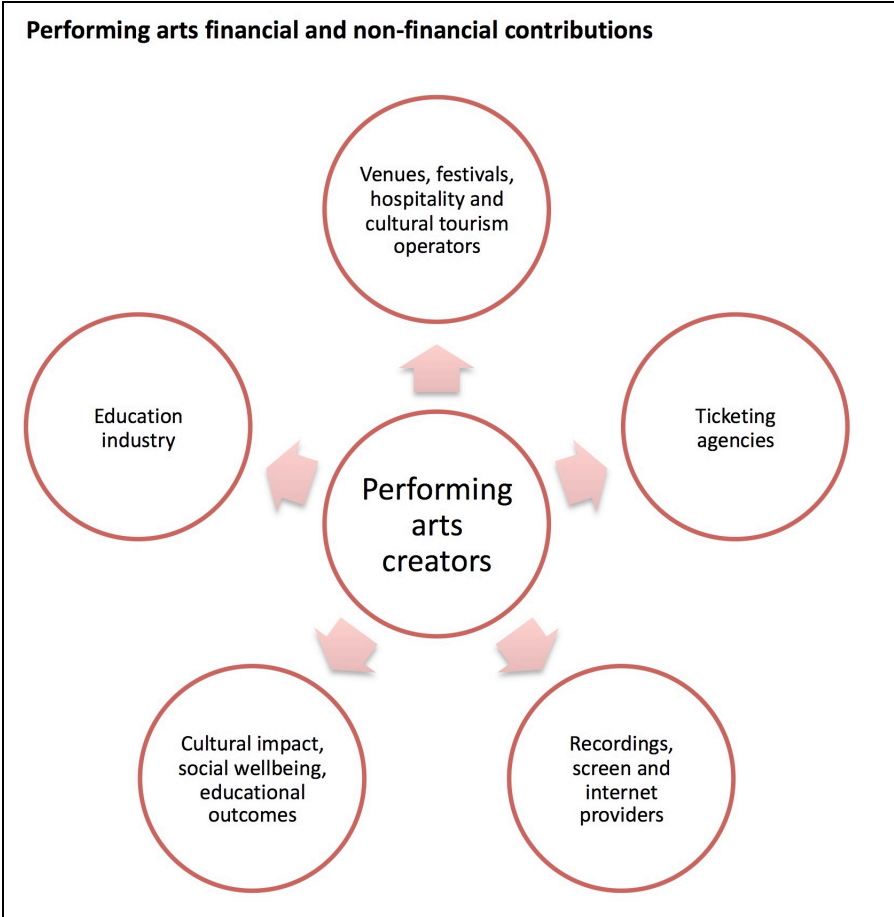 Performing arts financial and non-financial contributions
Venues, festivals,
hospitality and
cultural tourism
operators
Education
industry
Ticketing
agencies
Performing
arts
creators
Cultural impact,
social wellbeing,
educational
outcomes
Recordings,
screen and
internet
providers